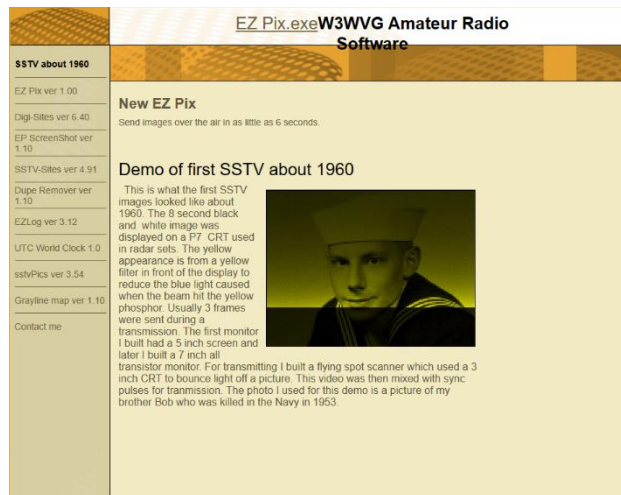 EZ Pix.exeW3WVG Amateur Radio
Software
SSTV about 1960
EZ Pix ver 1.00
Digi-Sites ver 6.40
EP ScreenShot ver
1.10
SSTV-Sites ver 4.91
Dupe Remover ver
1.10
EZLog ver 3.12
UTC World Clock 1.0
sstvPics ver 3.54
Grayline map ver 1.10
Contact me
New EZ Pix
Send images over the air in as little as 6 seconds.
Demo of first SSTV about 1960
This is what the first SSTV
images looked like about
1960. The 8 second black
and white image was
displayed on a P7 CRT used
in radar sets. The yellow
appearance is from a yellow
filter in front of the display to
reduce the blue light caused
when the beam hit the yellow
phosphor. Usually 3 frames
were sent during a
transmission. The first monitor
I built had a 5 inch screen and
later I built a 7 inch all
transistor monitor. For transmitting I built a flying spot scanner which used a 3
inch CRT to bounce light off a picture. This video was then mixed with sync
pulses for tranmission. The photo I used for this demo is a picture of my
brother Bob who was killed in the Navy in 1953.